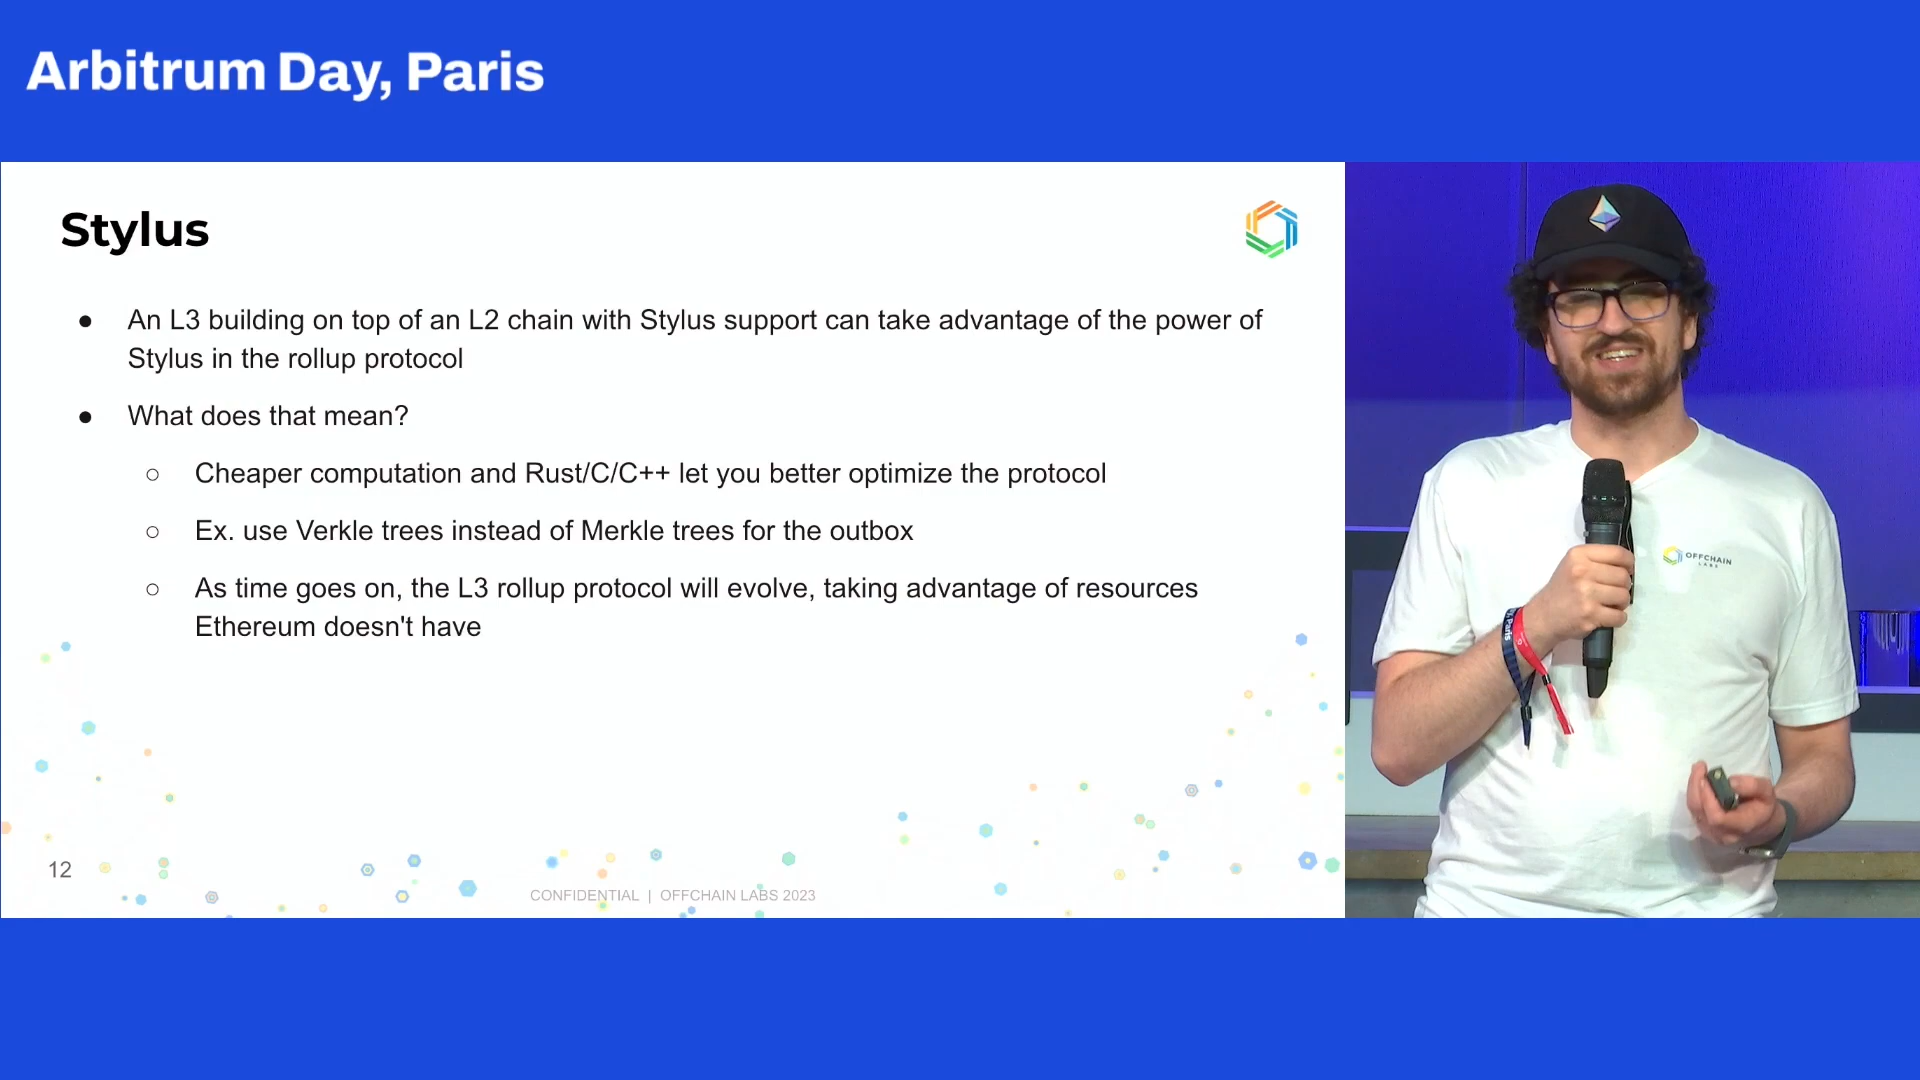 Arbitrum Day, Paris
Stylus
● An L3 building on top of an L2 chain with Stylus support can take advantage of the power of
Stylus in the rollup protocol
● What does that mean?
○ Cheaper computation and Rust/C/C++ let you better optimize the protocol
○ Ex. use Verkle trees instead of Merkle trees for the outbox
○ As time goes on, the L3 rollup protocol will evolve, taking advantage of resources
Ethereum doesn't have
12
CONFIDENTIAL | OFFCHAIN LABS 2023
OFFCHAIN
LABS
Paris